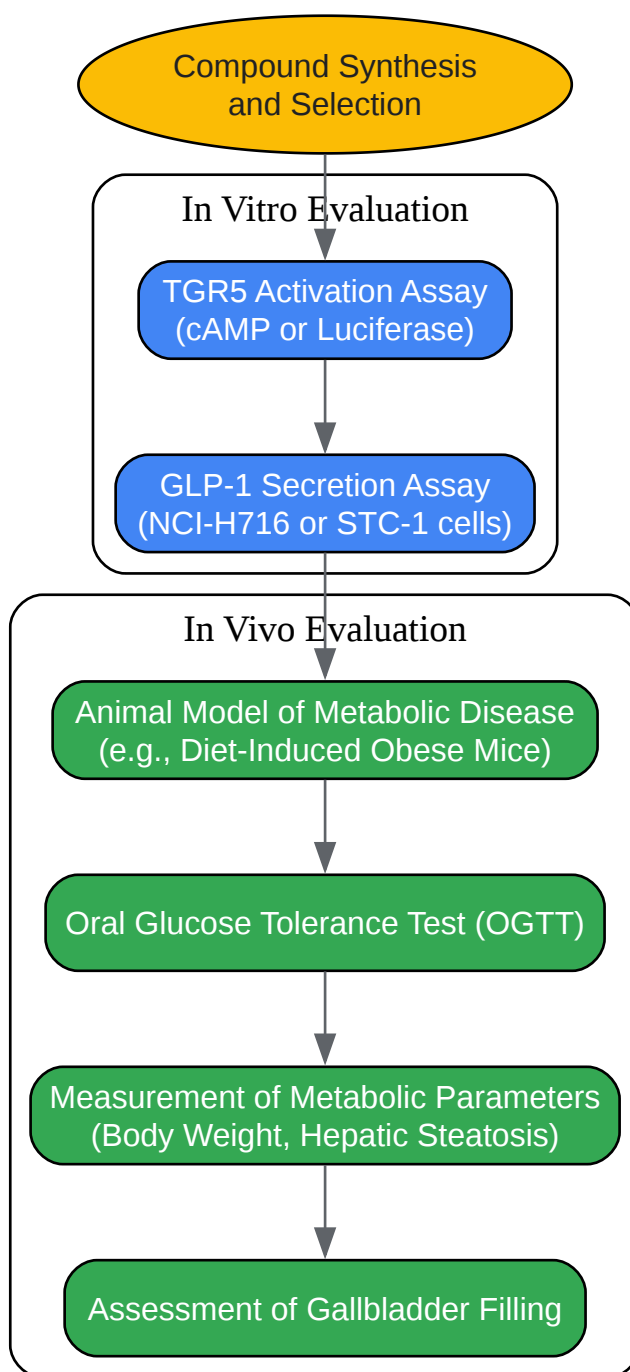 Compound Synthesis
and Selection
In Vitro Evaluation
TGR5 Activation Assay
(cAMP or Luciferase)
GLP-1 Secretion Assay
(NCI-H716 or STC-1 cells)
In Vivo Evaluation
Animal Model of Metabolic Disease
(e.g., Diet-Induced Obese Mice)
Oral Glucose Tolerance Test (OGTT)
Measurement of Metabolic Parameters
(Body Weight, Hepatic Steatosis)
Assessment of Gallbladder Filling